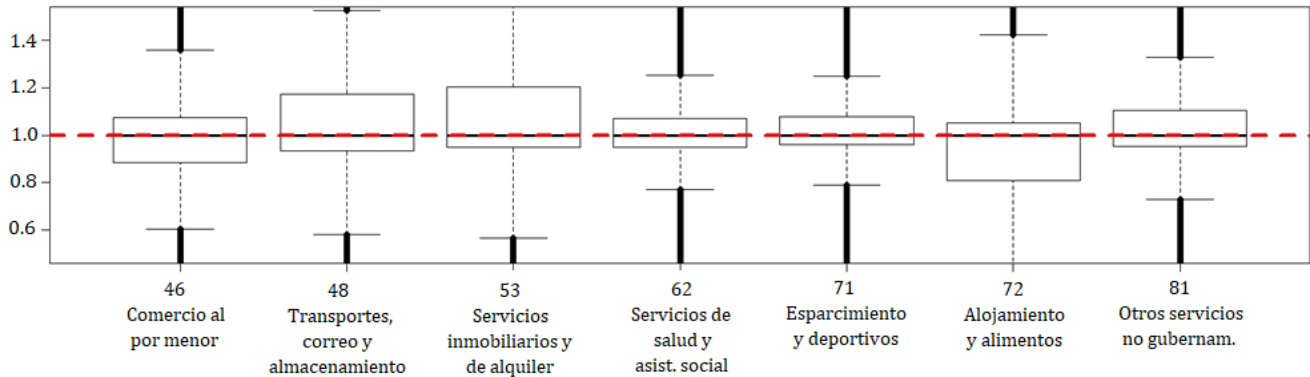 1.4
1.2
1.0
0.8
0.6
46 48 53 62 71 72 81
Comercio al Transportes, Servicios Servicios de Esparcimiento Alojamiento Otros servicios
por menor correo y inmobiliarios y salud y y deportivos y alimentos no gubernam.
almacenamiento de alquiler asist. social